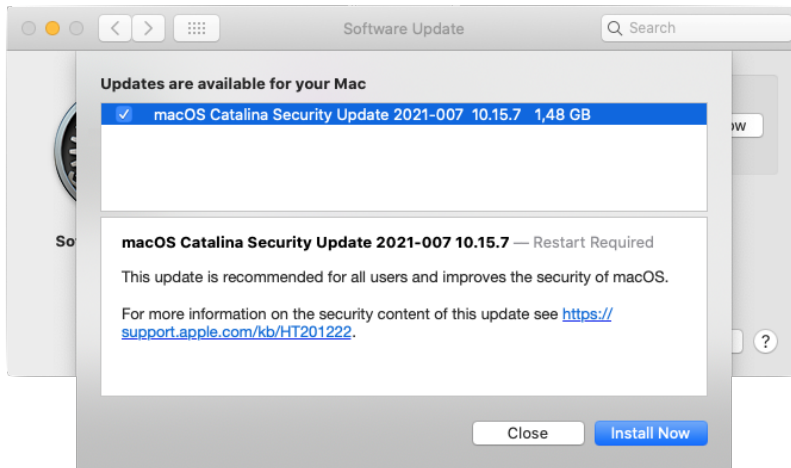 Software Update
Search
Updates are available for your Mac
macOS Catalina Security Update 2021-007 10.15.7 1,48 GB
macOS Catalina Security Update 2021-007 10.15.7 — Restart Required
This update is recommended for all users and improves the security of macOS.
For more information on the security content of this update see https://
support.apple.com/kb/HT201222.
?
Close
Install Now